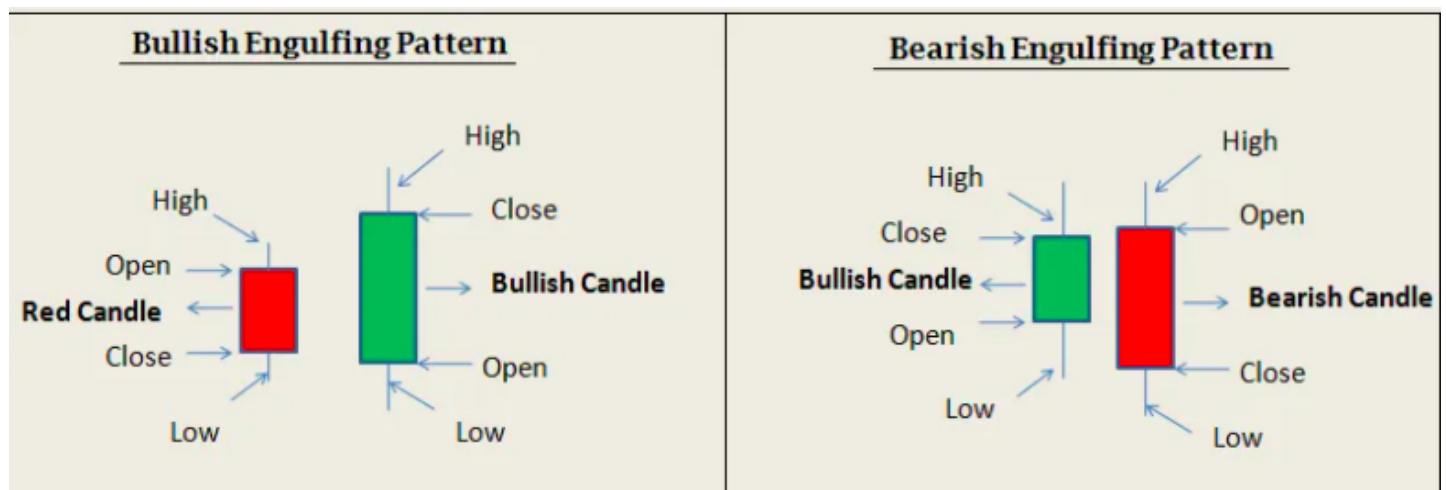 Bullish Engulfing Pattern
High
High
Close
Open
Bullish Candle
Red Candle
Close
Open
Low
Low
Bearish Engulfing Pattern
High
High
Open
Close
Bullish Candle
Bearish Candle
Open
Close
Low
Low